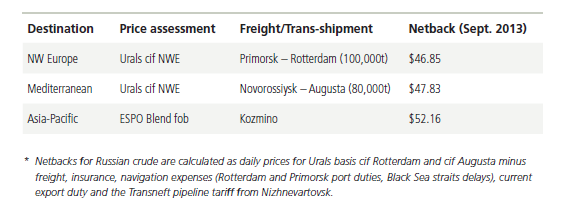 Destination Price assessment Freight/Trans-shipment Netback (Sept. 2013)
NW Europe Urals cif NWE Primorsk – Rotterdam (100,000t) $46.85
Mediterranean Urals cif NWE Novorossiysk – Augusta (80,000t) $47.83
Asia-Pacific ESPO Blend fob Kozmino $52.16
* Netbacks for Russian crude are calculated as daily prices for Urals basis cif Rotterdam and cif Augusta minus
freight, insurance, navigation expenses (Rotterdam and Primorsk port duties, Black Sea straits delays), current
export duty and the Transneft pipeline tariff from Nizhnevartovsk.